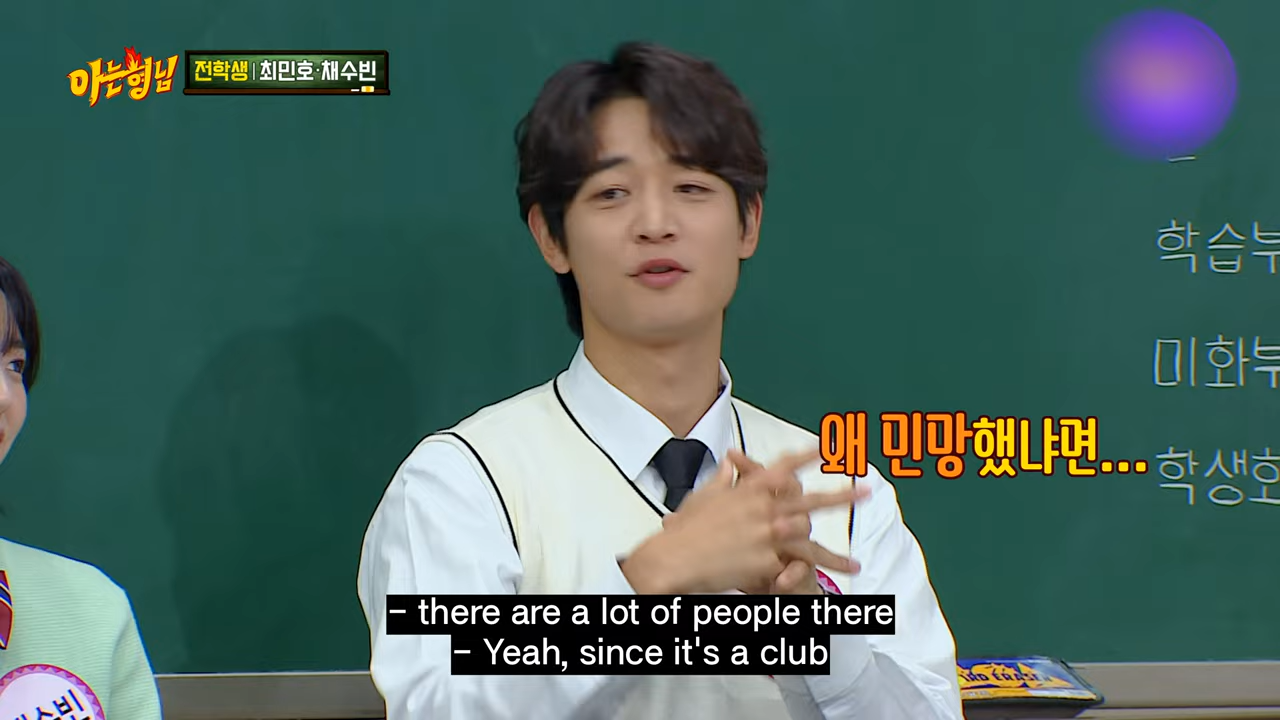 아는형님
전학생 | 최민호·채수빈
학습부
미화부
왜 민망했냐면...
학생회
– there are a lot of people there
– Yeah, since it's a club
수빈